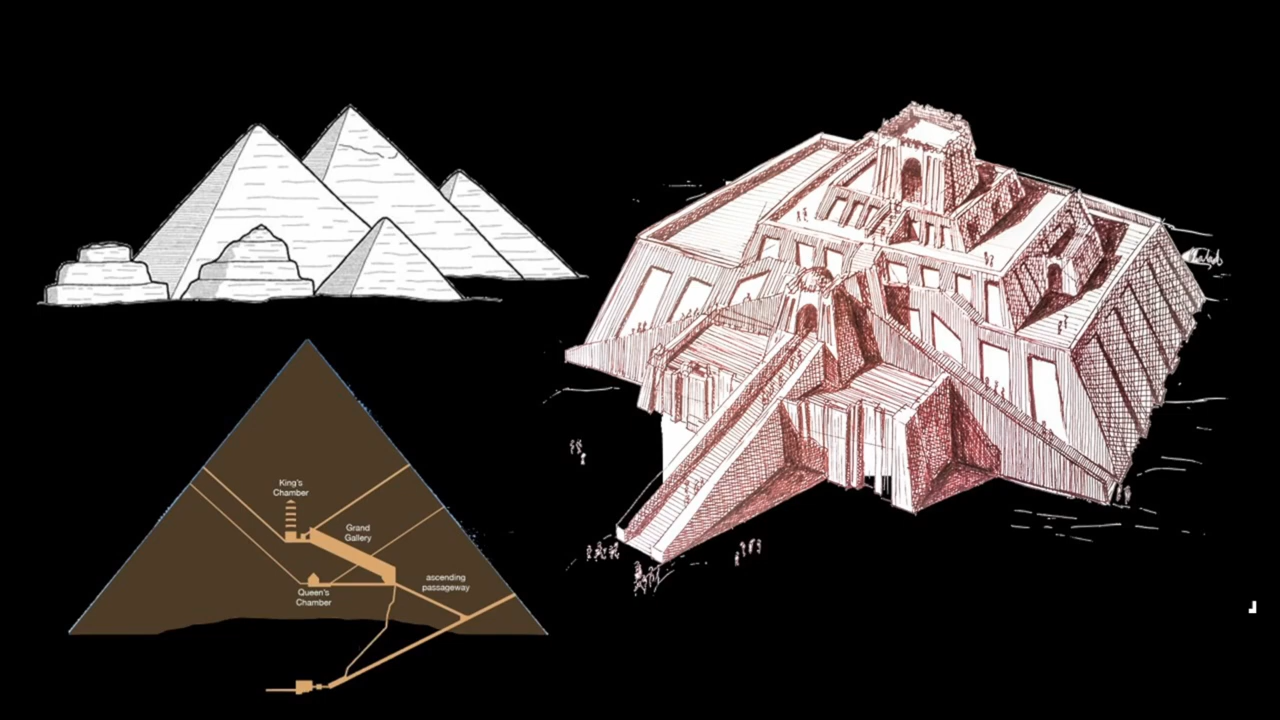 King's
Chamber
Grand
Gallery
ascending
passageway
Queen's
Chamber